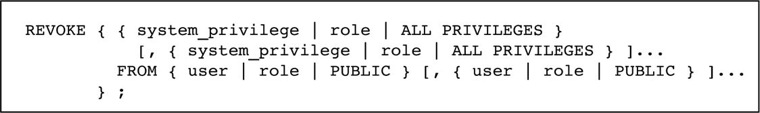 REVOKE { { system_privilege | role | ALL PRIVILEGES }
[, { system_privilege | role | ALL PRIVILEGES } ]...
FROM { user | role | PUBLIC } [, { user | role | PUBLIC } ]...
} ;